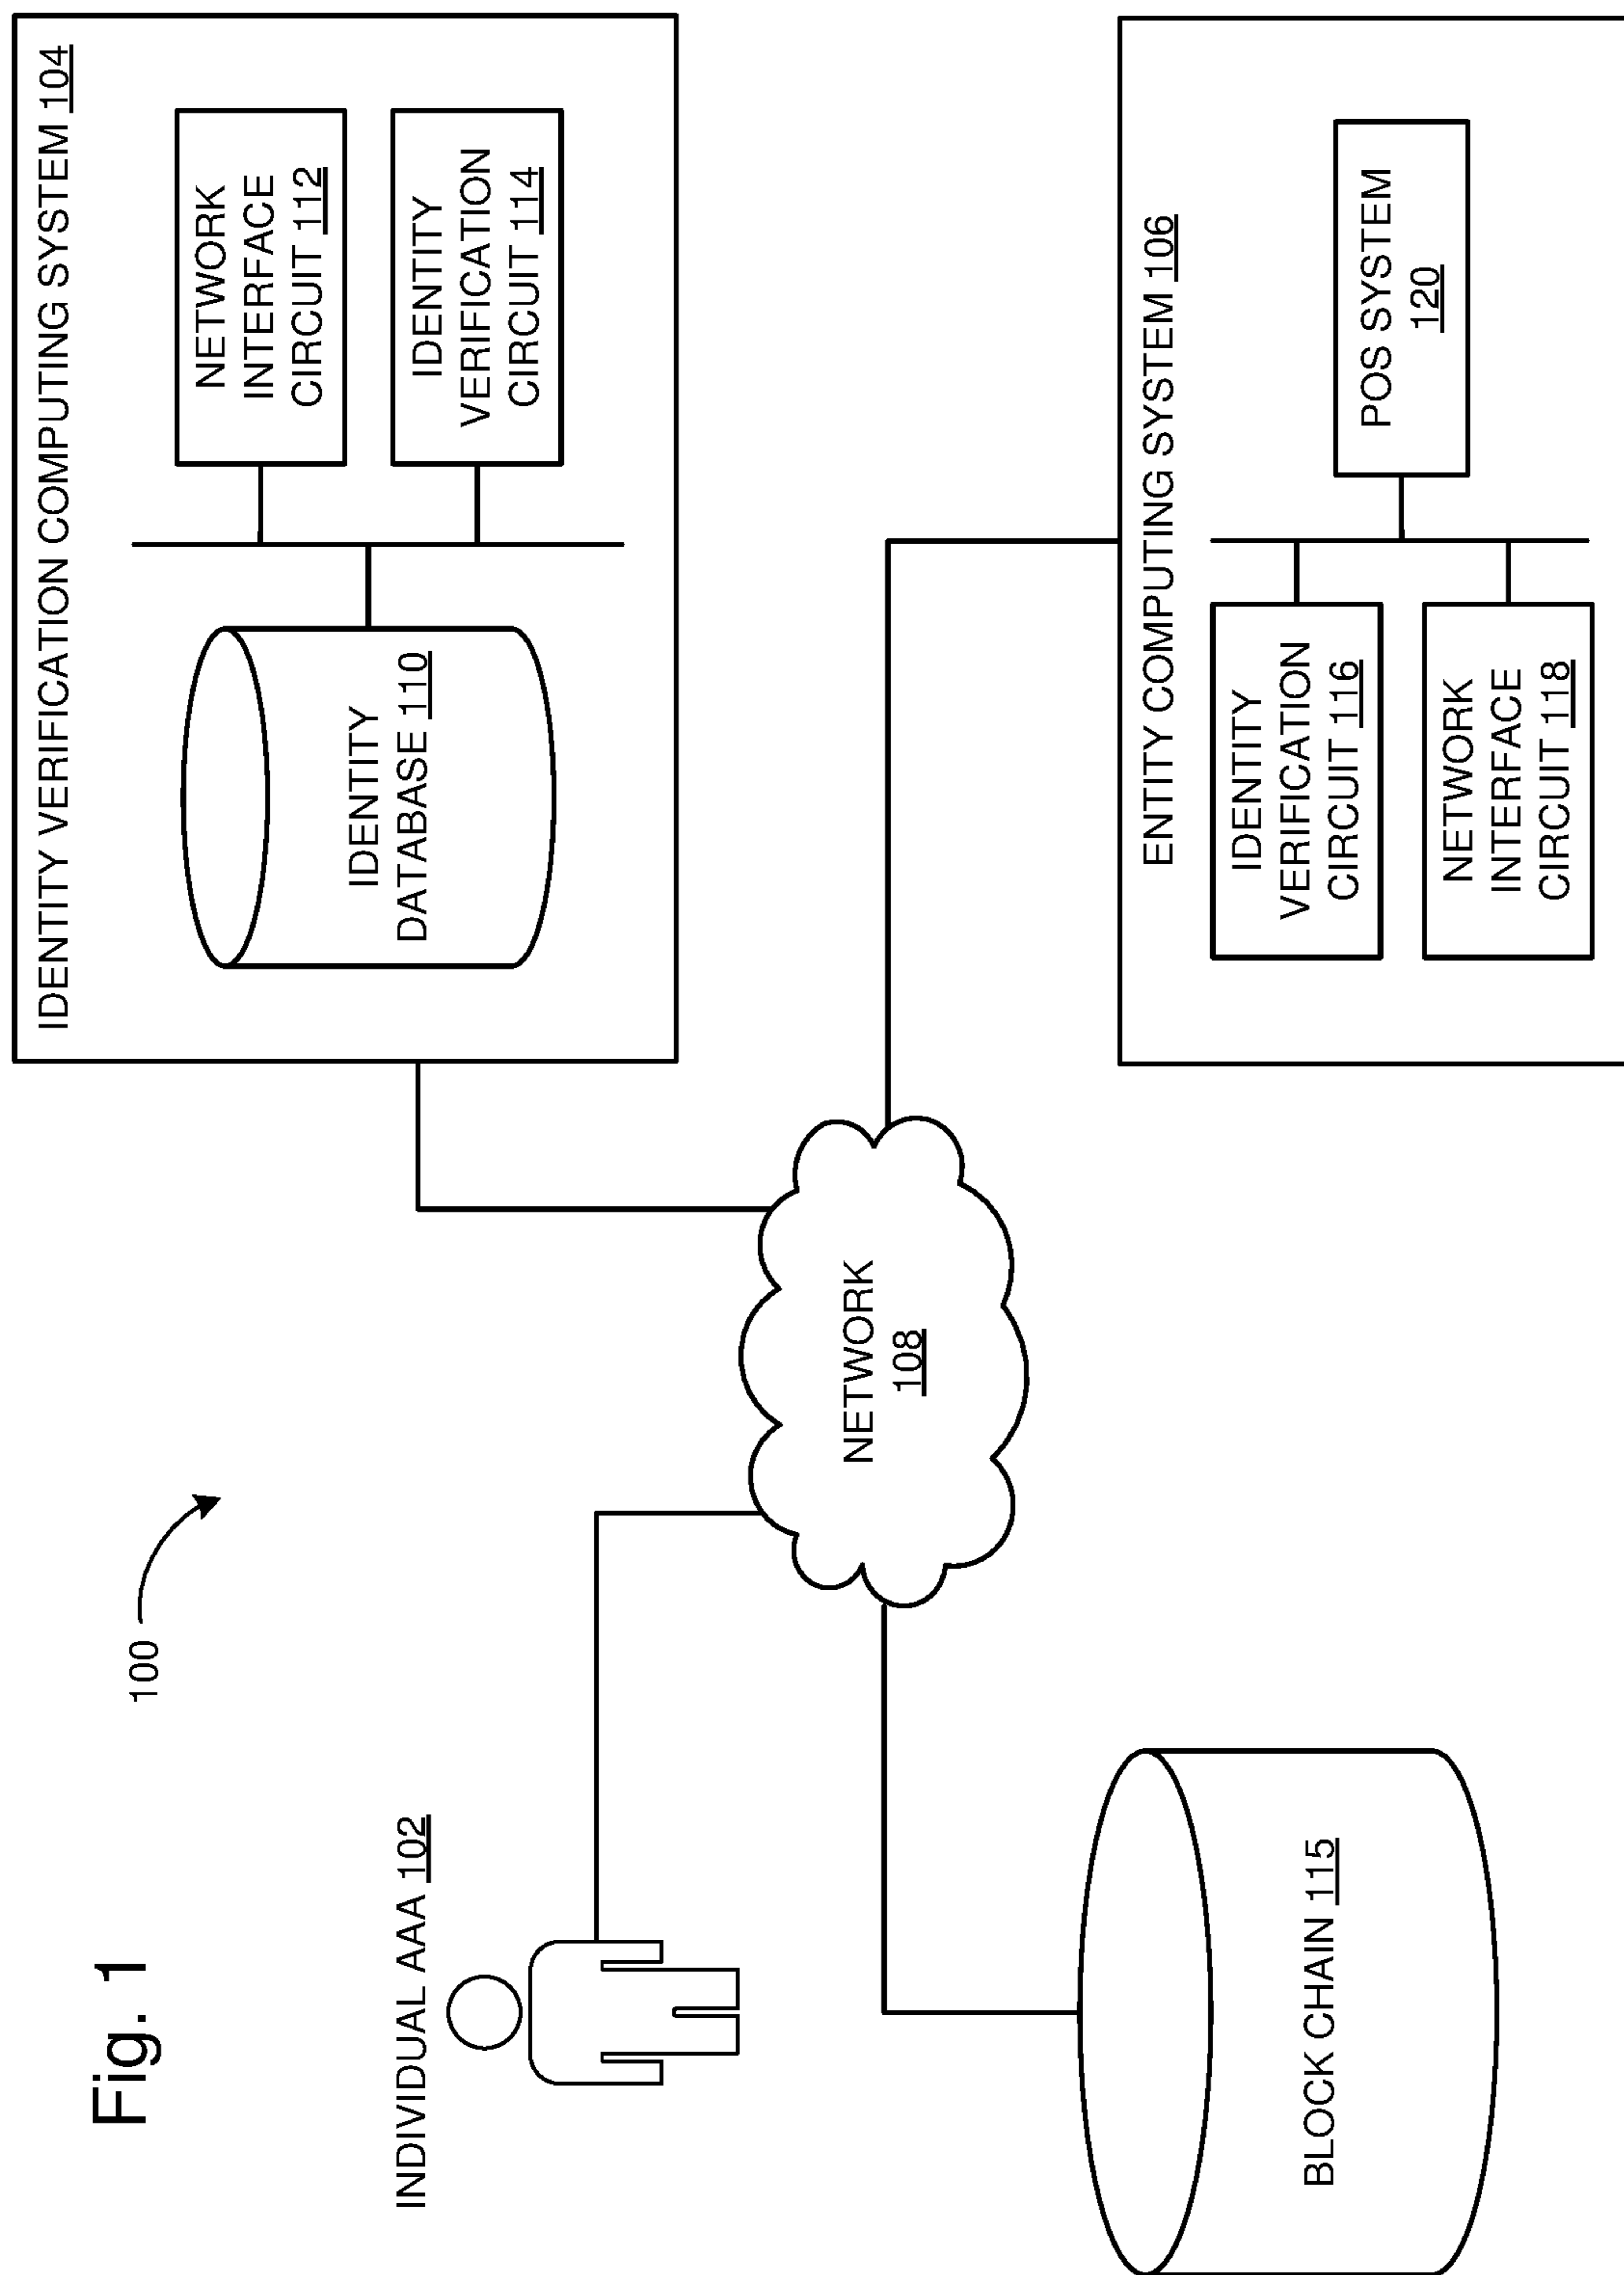 Fig. 1
100
INDIVIDUAL AAA 102
IDENTITY VERIFICATION COMPUTING SYSTEM 104
IDENTITY
DATABASE 110
NETWORK
INTERFACE
CIRCUIT 112
IDENTITY
VERIFICATION
CIRCUIT 114
NETWORK
108
BLOCK CHAIN 115
ENTITY COMPUTING SYSTEM 106
IDENTITY
VERIFICATION
CIRCUIT 116
NETWORK
INTERFACE
CIRCUIT 118
POS SYSTEM
120